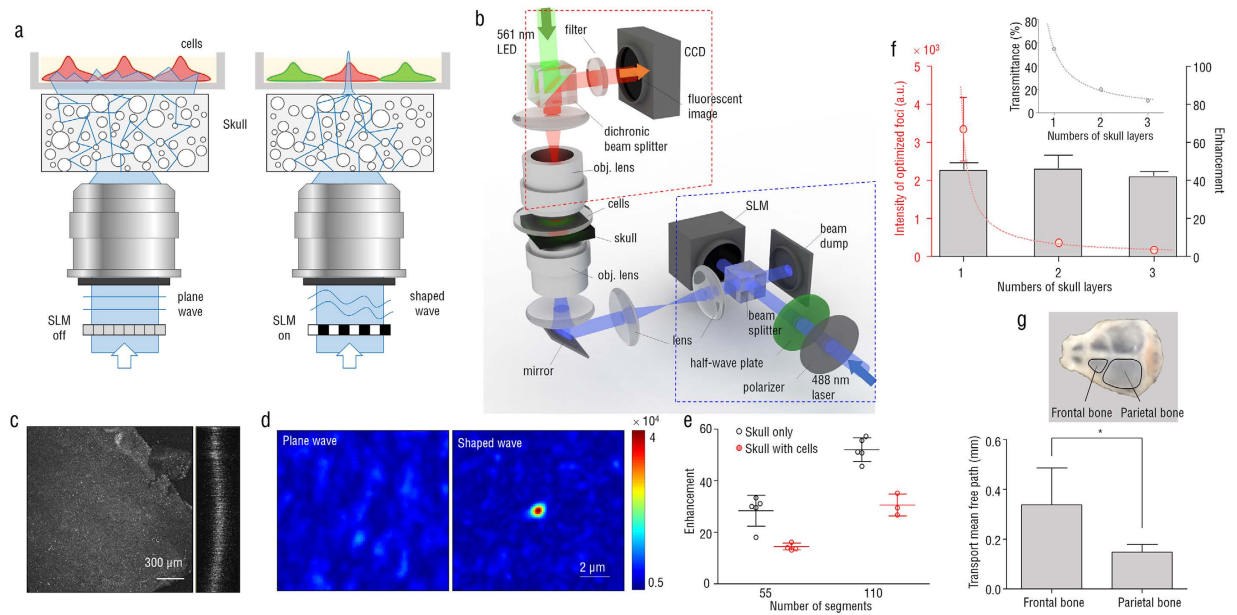 a
cells
Skull
plane
wave
shaped
wave
SLM
off
SLM
on
b
561 nm
LED
filter
CCD
fluorescent
image
dichronic
beam splitter
obj. lens
cells
skull
obj. lens
SLM
beam
dump
beam
splitter
lens
mirror
half-wave plate
polarizer
488 nm
laser
c
300 µm
d
Plane wave
Shaped wave
2 µm
× 10⁴
4
0.5
e
Skull only
Skull with cells
Enhancement
60
40
20
0
55
110
Number of segments
f
× 10³
5
4
3
2
1
0
Intensity of optimized foci (a.u.)
1
2
3
Numbers of skull layers
100
80
60
40
20
0
Enhancement
Transmittance (%)
80
60
40
20
0
1
2
3
Numbers of skull layers
g
Frontal bone
Parietal bone
Transport mean free path (mm)
0.6
0.4
0.2
0.0
*
Frontal bone
Parietal bone